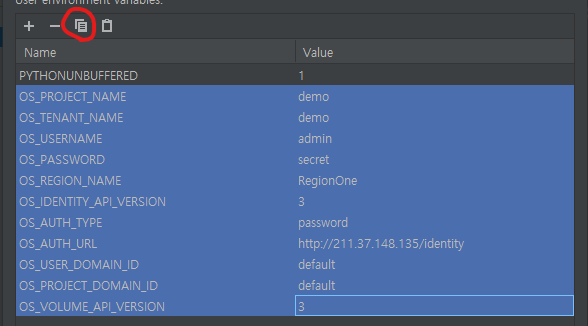 User environment variables:
Name Value
PYTHONUNBUFFERED 1
OS_PROJECT_NAME demo
OS_TENANT_NAME demo
OS_USERNAME admin
OS_PASSWORD secret
OS_REGION_NAME RegionOne
OS_IDENTITY_API_VERSION 3
OS_AUTH_TYPE password
OS_AUTH_URL http://211.37.148.135/identity
OS_USER_DOMAIN_ID default
OS_PROJECT_DOMAIN_ID default
OS_VOLUME_API_VERSION 3